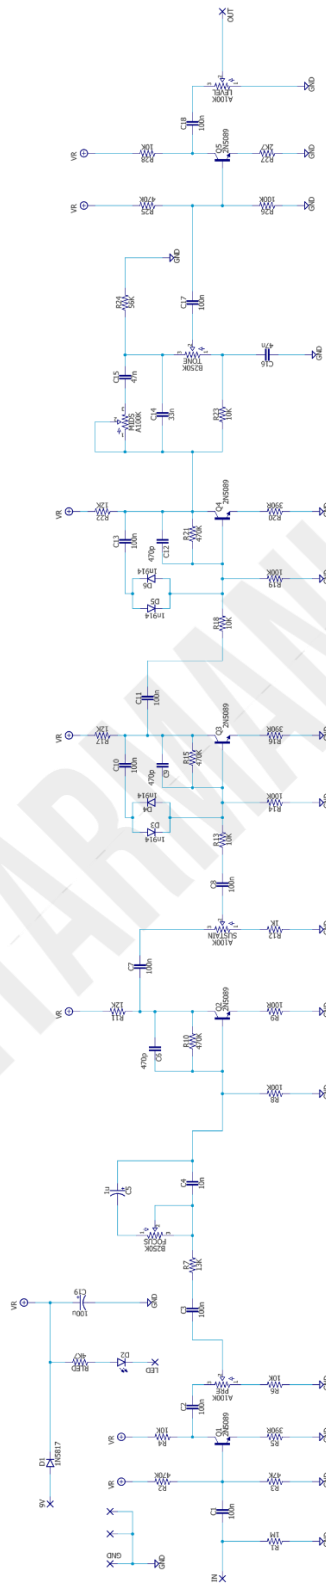 OUT
A100K
LEVEL
C18
100n
VR
R28
10K
Q5
2N5089
R27
2K7
GND
VR
R25
470K
R26
100K
GND
R24
56K
GND
C17
100n
C15
47n
B250K
TONE
C16
47n
GND
MIDS
A100K
C14
33n
R23
10K
VR
R22
12K
C13
100n
470p
C12
R21
470K
Q4
2N5089
R20
390R
1n914
D6
D5
1n914
R19
100K
R18
10K
C11
100n
VR
R17
12K
C10
100n
470p
C9
R15
470K
Q3
2N5089
R16
390R
1n914
D4
D3
1n914
R14
100K
R13
10K
C8
100n
A100K
SUSTAIN
R12
1K
C7
100n
VR
R11
12K
470p
C6
R10
470K
Q2
2N5089
R9
100K
R8
100K
1u
C5
C4
10n
B250K
FOCUS
R7
13K
C3
100n
VR
C19
100u
GND
RLED
4K7
D2
LED
D1
1N5817
9V
A100K
PRE
R6
10K
C2
100n
VR
R4
10K
Q1
2N5089
R5
390R
VR
R2
470K
R3
47K
C1
100n
R1
1M
IN
GND
GND